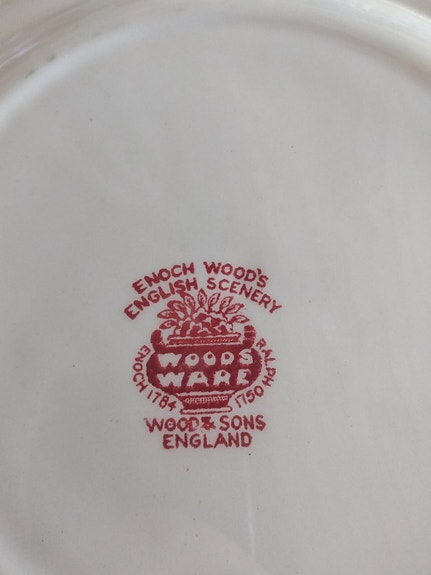 ENOCH WOOD'S
ENGLISH SCENERY
WOODS
WARE
ENOCH 1784
RALPH 1750
WOOD & SONS
ENGLAND